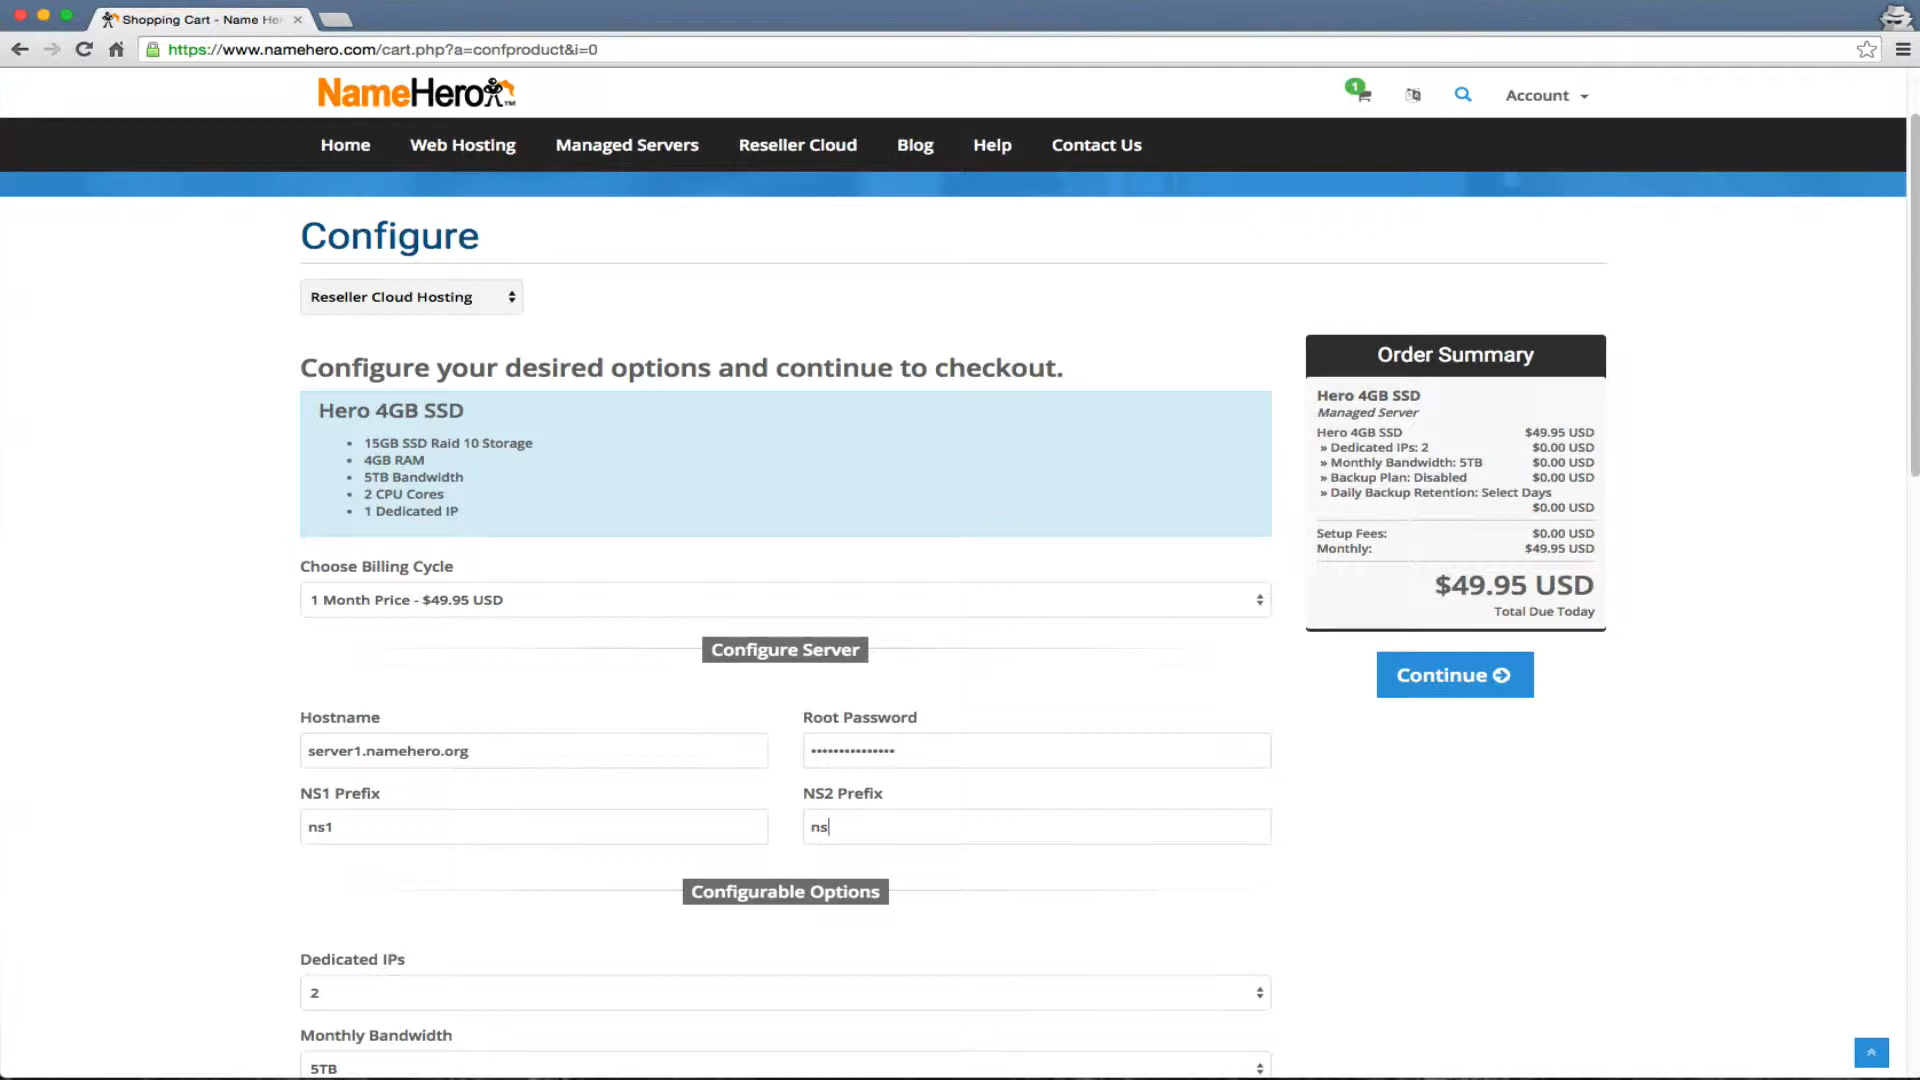 Shopping Cart - Name He
https://www.namehero.com/cart.php?a=confproduct&i=0
NameHero™
1
Account
Home Web Hosting Managed Servers Reseller Cloud Blog Help Contact Us
Configure
Reseller Cloud Hosting
Configure your desired options and continue to checkout.
Hero 4GB SSD
15GB SSD Raid 10 Storage
4GB RAM
5TB Bandwidth
2 CPU Cores
1 Dedicated IP
Choose Billing Cycle
1 Month Price - $49.95 USD
Configure Server
Hostname
server1.namehero.org
Root Password
•••••••••••••••
NS1 Prefix
ns1
NS2 Prefix
ns
Configurable Options
Dedicated IPs
2
Monthly Bandwidth
5TB
Order Summary
Hero 4GB SSD
Managed Server
Hero 4GB SSD $49.95 USD
» Dedicated IPs: 2 $0.00 USD
» Monthly Bandwidth: 5TB $0.00 USD
» Backup Plan: Disabled $0.00 USD
» Daily Backup Retention: Select Days
$0.00 USD
Setup Fees: $0.00 USD
Monthly: $49.95 USD
$49.95 USD
Total Due Today
Continue